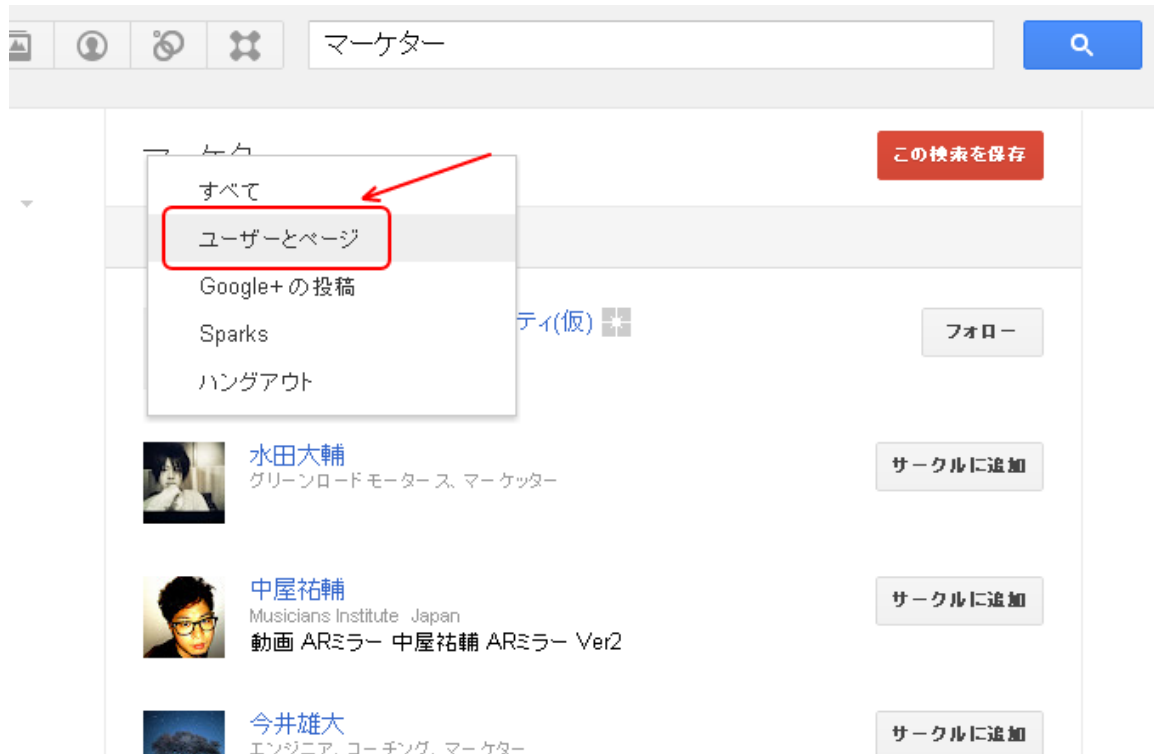 マーケター
マーケター
この検索を保存
すべて
ユーザーとページ
Google+ の投稿
Sparks
ハングアウト
ティ(仮)
フォロー
水田大輔
グリーンロードモータース、マーケッター
サークルに追加
中屋祐輔
Musicians Institute Japan
動画 ARミラー 中屋祐輔 ARミラー Ver2
サークルに追加
今井雄大
エンジニア、コーチング、マーケター
サークルに追加